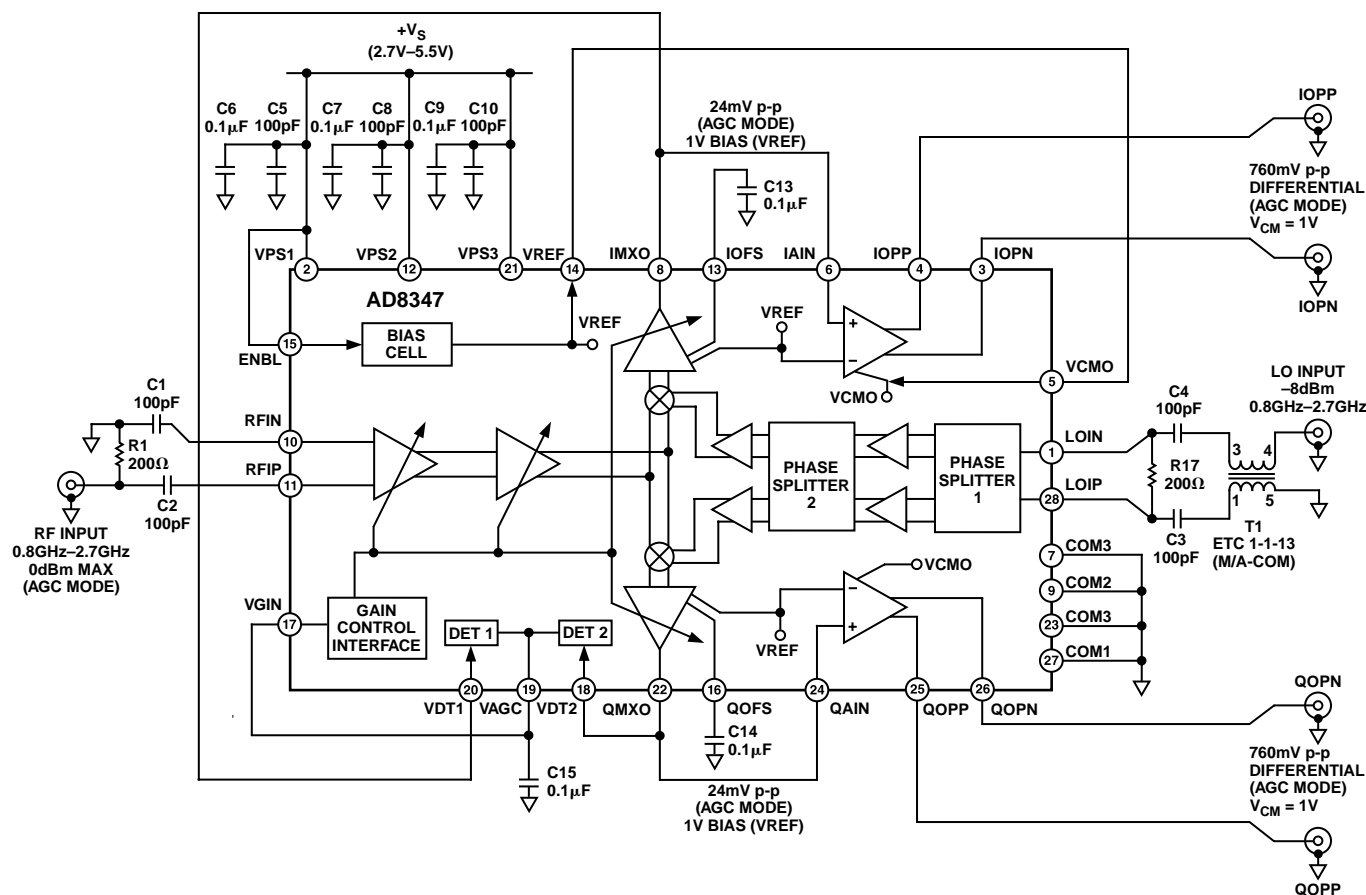 +VS
(2.7V–5.5V)
C6
0.1μF
C5
100pF
C7
0.1μF
C8
100pF
C9
0.1μF
C10
100pF
24mV p-p
(AGC MODE)
1V BIAS (VREF)
C13
0.1μF
IOPP
760mV p-p
DIFFERENTIAL
(AGC MODE)
VCM = 1V
IOPN
VPS1
2
VPS2
12
VPS3
21
VREF
14
IMXO
8
IOFS
13
IAIN
6
IOPP
4
IOPN
3
AD8347
BIAS
CELL
VREF
VREF
+
–
VCMO
15
ENBL
5
VCMO
LO INPUT
–8dBm
0.8GHz–2.7GHz
C1
100pF
R1
200Ω
RFIN
10
RFIP
11
C2
100pF
RF INPUT
0.8GHz–2.7GHz
0dBm MAX
(AGC MODE)
PHASE
SPLITTER
2
PHASE
SPLITTER
1
1
LOIN
28
LOIP
C4
100pF
R17
200Ω
C3
100pF
3
4
1
5
T1
ETC 1-1-13
(M/A-COM)
7
COM3
9
COM2
23
COM3
27
COM1
VGIN
17
GAIN
CONTROL
INTERFACE
DET 1
DET 2
VREF
VCMO
–
+
20
VDT1
19
VAGC
18
VDT2
22
QMXO
16
QOFS
24
QAIN
25
QOPP
26
QOPN
C15
0.1μF
C14
0.1μF
24mV p-p
(AGC MODE)
1V BIAS (VREF)
QOPN
760mV p-p
DIFFERENTIAL
(AGC MODE)
VCM = 1V
QOPP